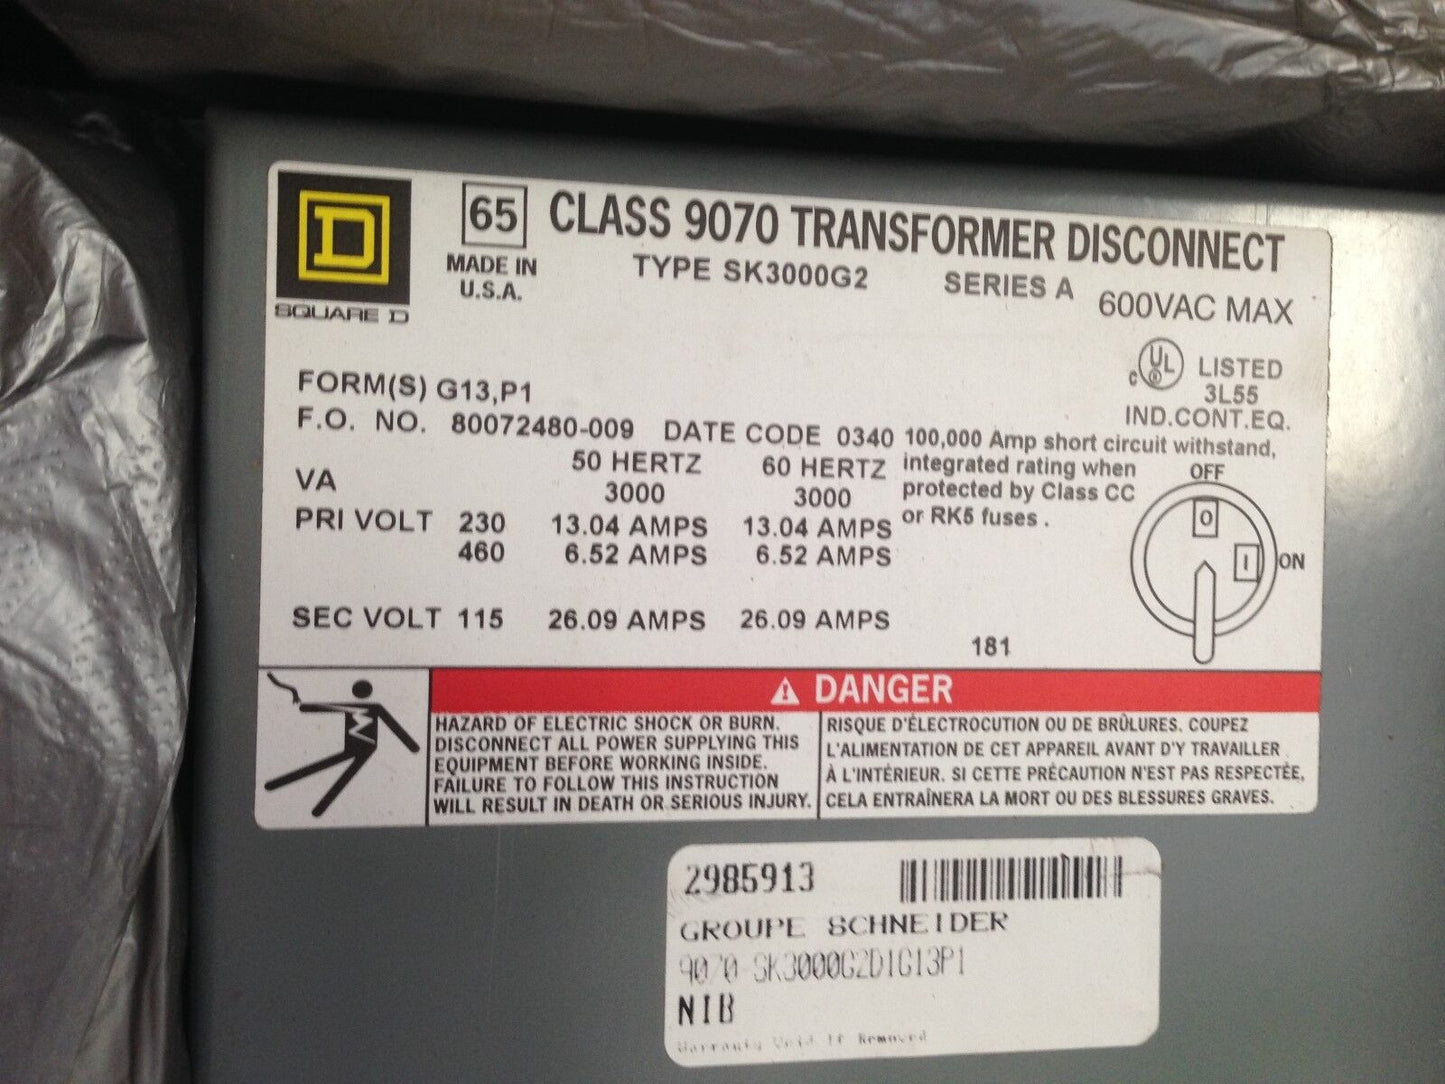 D
SQUARE D
65
MADE IN
U.S.A.
CLASS 9070 TRANSFORMER DISCONNECT
TYPE SK3000G2 SERIES A
600VAC MAX
C UL ® LISTED
3L55
IND.CONT.EQ.
FORM(S) G13,P1
F.O. NO. 80072480-009 DATE CODE 0340
100,000 Amp short circuit withstand,
integrated rating when
protected by Class CC
or RK5 fuses .
50 HERTZ 60 HERTZ
VA 3000 3000
PRI VOLT 230 13.04 AMPS 13.04 AMPS
460 6.52 AMPS 6.52 AMPS
SEC VOLT 115 26.09 AMPS 26.09 AMPS
OFF
O
I ON
181
DANGER
HAZARD OF ELECTRIC SHOCK OR BURN.
DISCONNECT ALL POWER SUPPLYING THIS
EQUIPMENT BEFORE WORKING INSIDE.
FAILURE TO FOLLOW THIS INSTRUCTION
WILL RESULT IN DEATH OR SERIOUS INJURY.
RISQUE D'ÉLECTROCUTION OU DE BRÛLURES. COUPEZ
L'ALIMENTATION DE CET APPAREIL AVANT D'Y TRAVAILLER
À L'INTÉRIEUR. SI CETTE PRÉCAUTION N'EST PAS RESPECTÉE,
CELA ENTRAÎNERA LA MORT OU DES BLESSURES GRAVES.
2985913
GROUPE SCHNEIDER
9070-SK3000G2D1G13P1
NIB
Warranty Void If Removed